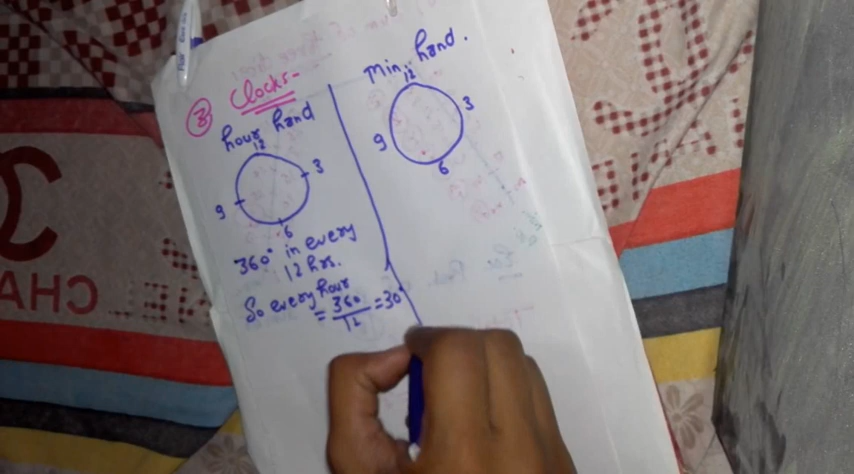 3 Clocks-
hour hand
12
3
9
6
360° in every
12 hrs.
So every hour
= 360/12 = 30°
Min. hand.
12
3
9
6
CHANEL